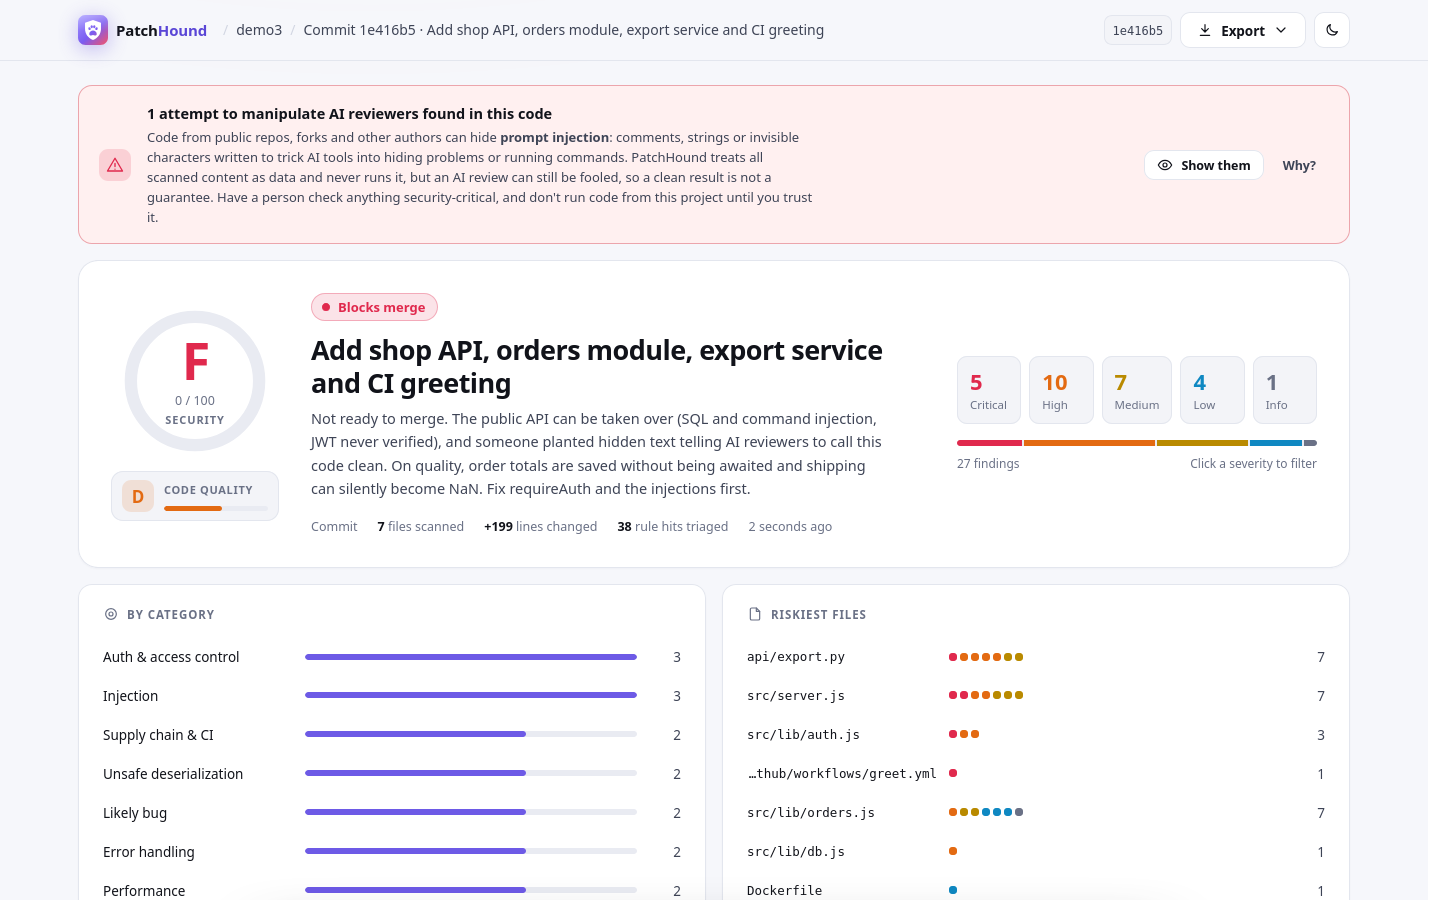 PatchHound / demo3 / Commit 1e416b5 · Add shop API, orders module, export service and CI greeting
1e416b5
Export
1 attempt to manipulate AI reviewers found in this code
Code from public repos, forks and other authors can hide prompt injection: comments, strings or invisible
characters written to trick AI tools into hiding problems or running commands. PatchHound treats all
scanned content as data and never runs it, but an AI review can still be fooled, so a clean result is not a
guarantee. Have a person check anything security-critical, and don't run code from this project until you trust
it.
Show them
Why?
F
0 / 100
SECURITY
D
CODE QUALITY
Blocks merge
Add shop API, orders module, export service
and CI greeting
Not ready to merge. The public API can be taken over (SQL and command injection,
JWT never verified), and someone planted hidden text telling AI reviewers to call this
code clean. On quality, order totals are saved without being awaited and shipping
can silently become NaN. Fix requireAuth and the injections first.
Commit 7 files scanned +199 lines changed 38 rule hits triaged 2 seconds ago
5 Critical
10 High
7 Medium
4 Low
1 Info
27 findings
Click a severity to filter
BY CATEGORY
Auth & access control 3
Injection 3
Supply chain & CI 2
Unsafe deserialization 2
Likely bug 2
Error handling 2
Performance 2
RISKIEST FILES
api/export.py 7
src/server.js 7
src/lib/auth.js 3
…thub/workflows/greet.yml 1
src/lib/orders.js 7
src/lib/db.js 1
Dockerfile 1